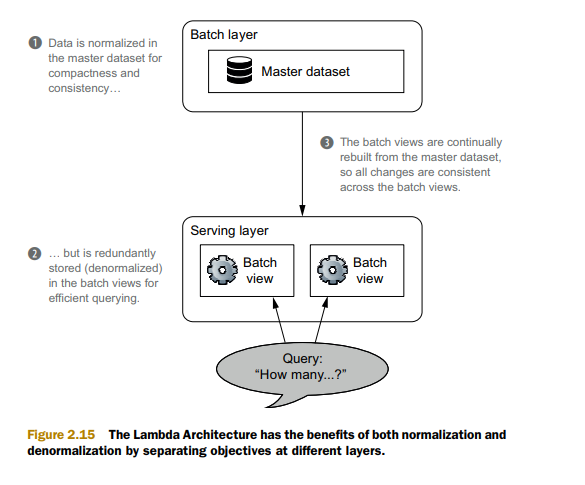 Batch layer
Master dataset
1 Data is normalized in
the master dataset for
compactness and
consistency…
3 The batch views are continually
rebuilt from the master dataset,
so all changes are consistent
across the batch views.
Serving layer
Batch
view
Batch
view
2 … but is redundantly
stored (denormalized)
in the batch views for
efficient querying.
Query:
“How many...?”
Figure 2.15 The Lambda Architecture has the benefits of both normalization and
denormalization by separating objectives at different layers.